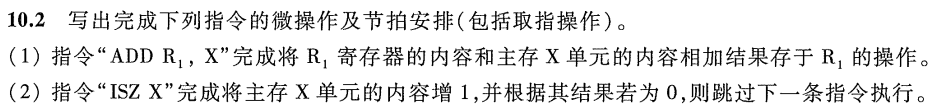 10.2 写出完成下列指令的微操作及节拍安排(包括取指操作)。
(1) 指令“ADD R₁, X”完成将 R₁ 寄存器的内容和主存 X 单元的内容相加结果存于 R₁ 的操作。
(2) 指令“ISZ X”完成将主存 X 单元的内容增 1,并根据其结果若为 0,则跳过下一条指令执行。